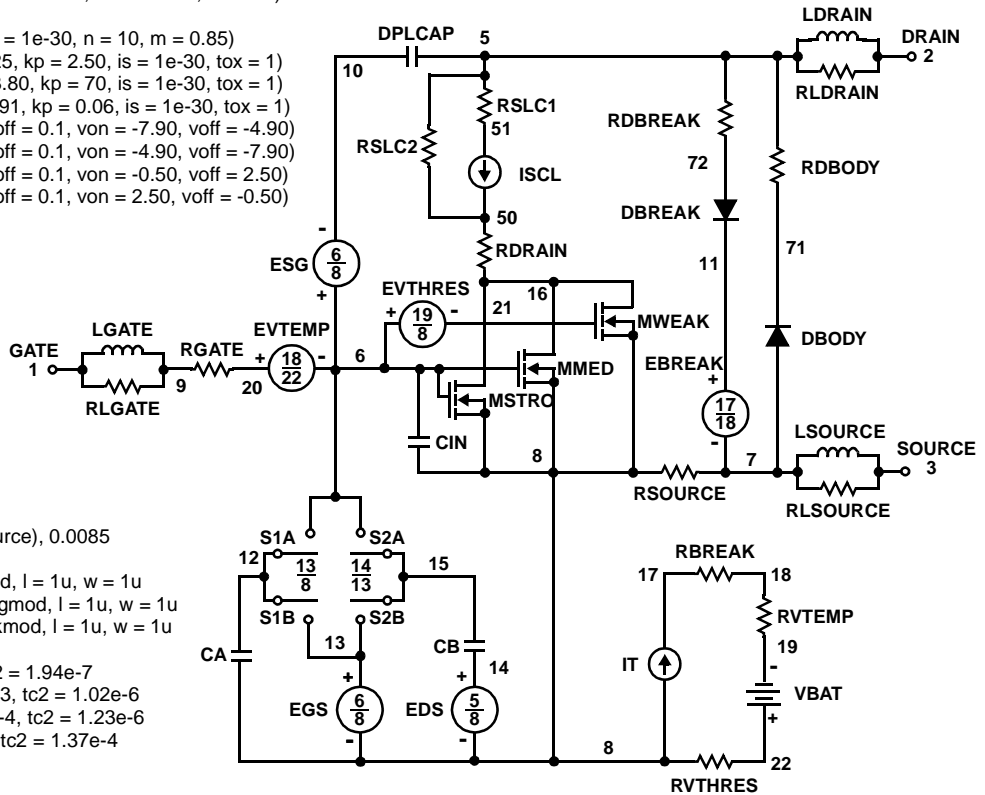 = 1e-30, n = 10, m = 0.85)
25, kp = 2.50, is = 1e-30, tox = 1)
.80, kp = 70, is = 1e-30, tox = 1)
91, kp = 0.06, is = 1e-30, tox = 1)
off = 0.1, von = -7.90, voff = -4.90)
off = 0.1, von = -4.90, voff = -7.90)
off = 0.1, von = -0.50, voff = 2.50)
off = 0.1, von = 2.50, voff = -0.50)
LDRAIN
DPLCAP 5 DRAIN
10 2
RLDRAIN
RSLC1
51
RSLC2
ISCL
50
RDRAIN
RDBREAK
72
RDBODY
DBREAK
71
11
ESG 6 8
- +
EVTHRES
+ 19 8 -
16
21
MWEAK
LGATE
EVTEMP
GATE
1
RGATE
+ 18 22 -
6
9
20
RLGATE
MMED
MSTRO
DBODY
EBREAK
+ 17 18 -
CIN
8
7
LSOURCE
SOURCE
3
RSOURCE
RLSOURCE
urce), 0.0085
d, l = 1u, w = 1u
gmod, l = 1u, w = 1u
kmod, l = 1u, w = 1u
2 = 1.94e-7
3, tc2 = 1.02e-6
-4, tc2 = 1.23e-6
tc2 = 1.37e-4
S1A
S2A
12
13 8
14 13
15
S1B
S2B
13
CA
CB
14
+ +
EGS 6 8
EDS 5 8
- -
RBREAK
17
18
RVTEMP
19
-
IT
VBAT
+
8
22
RVTHRES